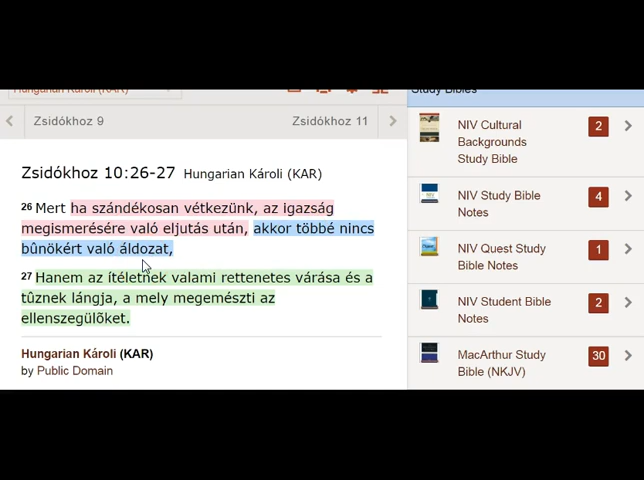 Hungarian Károli (KAR)
Study Bibles
Zsidókhoz 9
Zsidókhoz 11
Zsidókhoz 10:26-27 Hungarian Károli (KAR)
26 Mert ha szándékosan vétkezünk, az igazság
megismerésére való eljutás után, akkor többé nincs
bûnökért való áldozat,
27 Hanem az ítéletnek valami rettenetes várása és a
tûznek lángja, a mely megemészti az
ellenszegülõket.
Hungarian Károli (KAR)
by Public Domain
NIV Cultural 2
Backgrounds
Study Bible
NIV Study Bible 4
Notes
NIV Quest Study 1
Bible Notes
NIV Student Bible 2
Notes
MacArthur Study 30
Bible (NKJV)